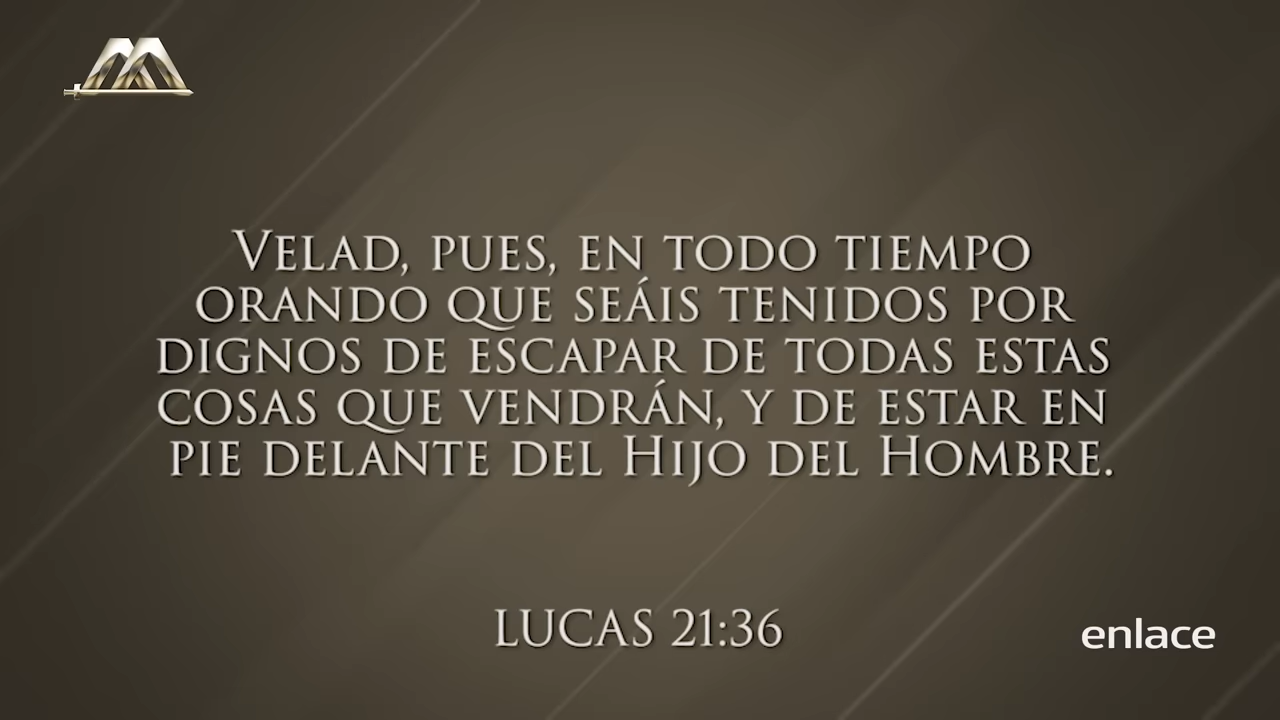 Velad, pues, en todo tiempo
orando que seáis tenidos por
dignos de escapar de todas estas
cosas que vendrán, y de estar en
pie delante del Hijo del Hombre.
LUCAS 21:36
enlace